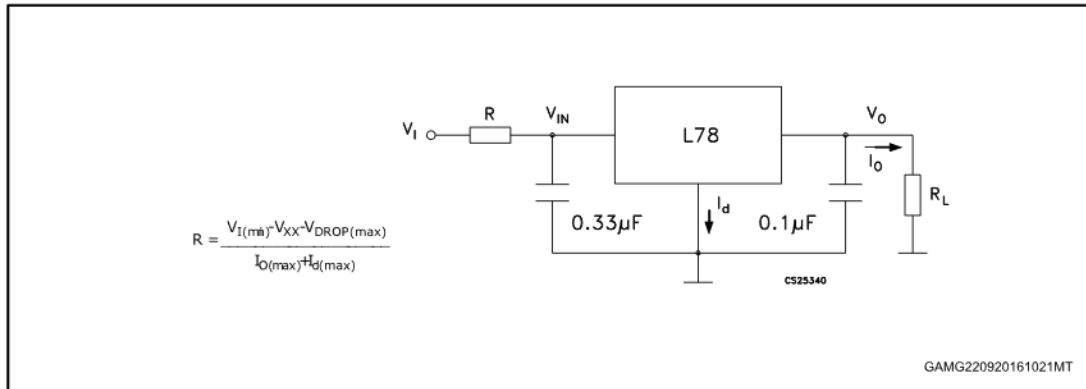 R
V_IN
L78
V_O
V_I
I_O
R_L
I_d
0.33µF
0.1µF
R = V_I(min)-V_XX-V_DROP(max)
I_O(max)+I_d(max)
CS25340
GAMG220920161021MT